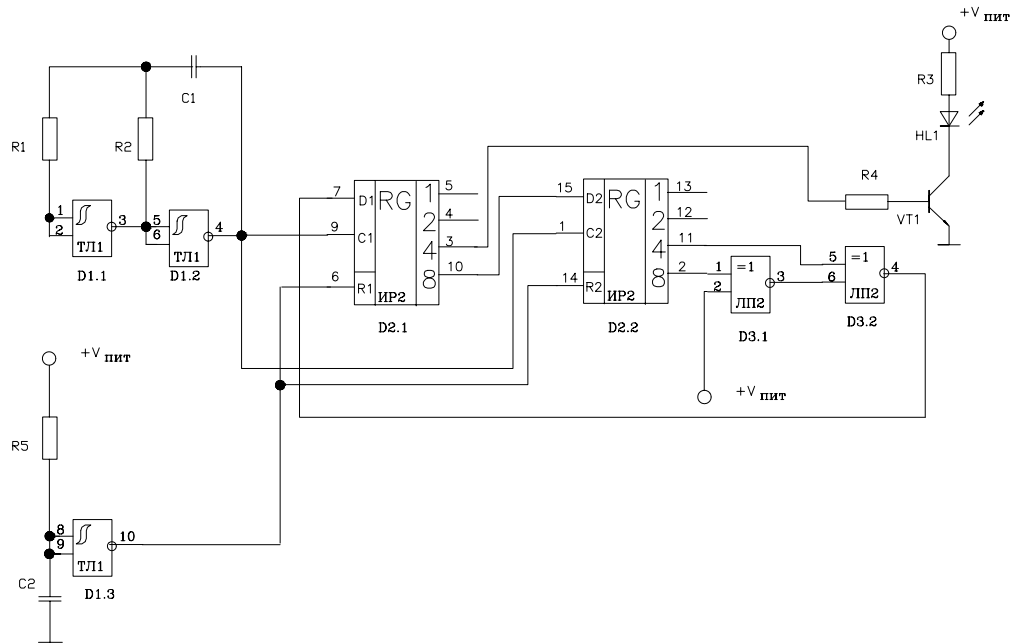 +V пит
R3
HL1
C1
R1
R2
R4
VT1
1
2
3
ТЛ1
D1.1
5
6
4
ТЛ1
D1.2
7
9
6
D1
C1
R1
RG
ИР2
1
2
4
8
5
4
3
10
D2.1
15
1
14
D2
C2
R2
RG
ИР2
1
2
4
8
13
12
11
2
D2.2
1
2
=1
ЛП2
3
D3.1
5
6
=1
ЛП2
4
D3.2
+V пит
+V пит
R5
8
9
ТЛ1
10
D1.3
C2